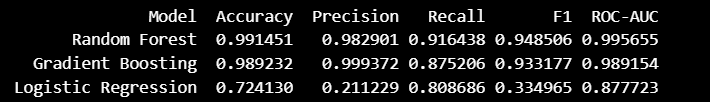 Model Accuracy Precision Recall F1 ROC-AUC
Random Forest 0.991451 0.982901 0.916438 0.948506 0.995655
Gradient Boosting 0.989232 0.999372 0.875206 0.933177 0.989154
Logistic Regression 0.724130 0.211229 0.808686 0.334965 0.877723